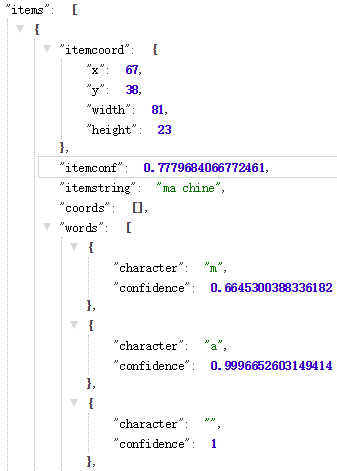 "items": [
{
"itemcoord": {
"x": 67,
"y": 38,
"width": 81,
"height": 23
},
"itemconf": 0.7779684066772461,
"itemstring": "ma chine",
"coords": [],
"words": [
{
"character": "m",
"confidence": 0.6645300388336182
},
{
"character": "a",
"confidence": 0.9996652603149414
},
{
"character": "",
"confidence": 1
},